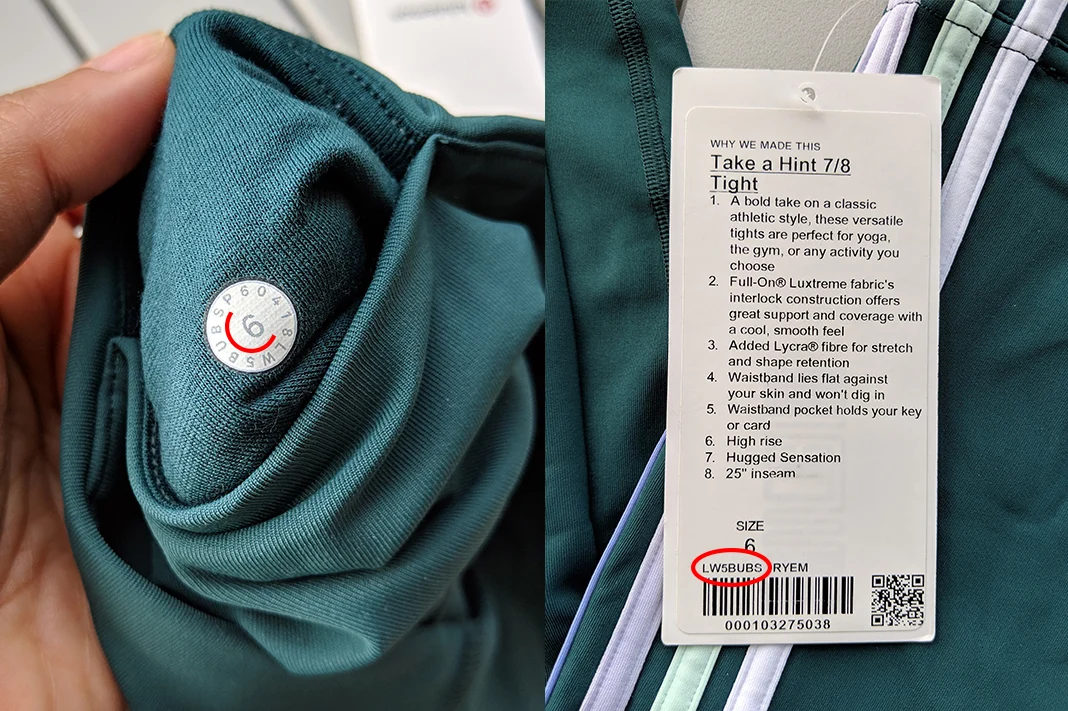 LW5BUBSP60418
6
WHY WE MADE THIS
Take a Hint 7/8
Tight
1. A bold take on a classic
athletic style, these versatile
tights are perfect for yoga,
the gym, or any activity you
choose
2. Full-On® Luxtreme fabric's
interlock construction offers
great support and coverage with
a cool, smooth feel
3. Added Lycra® fibre for stretch
and shape retention
4. Waistband lies flat against
your skin and won't dig in
5. Waistband pocket holds your key
or card
6. High rise
7. Hugged Sensation
8. 25" inseam
SIZE
6
LW5BUBS RYEM
000103275038